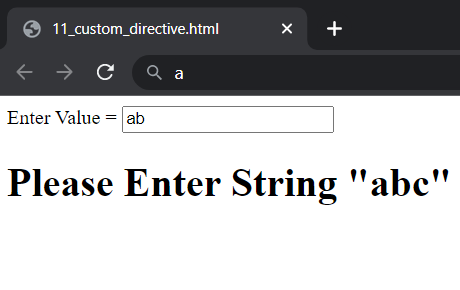 11_custom_directive.html
a
Enter Value = ab
Please Enter String "abc"